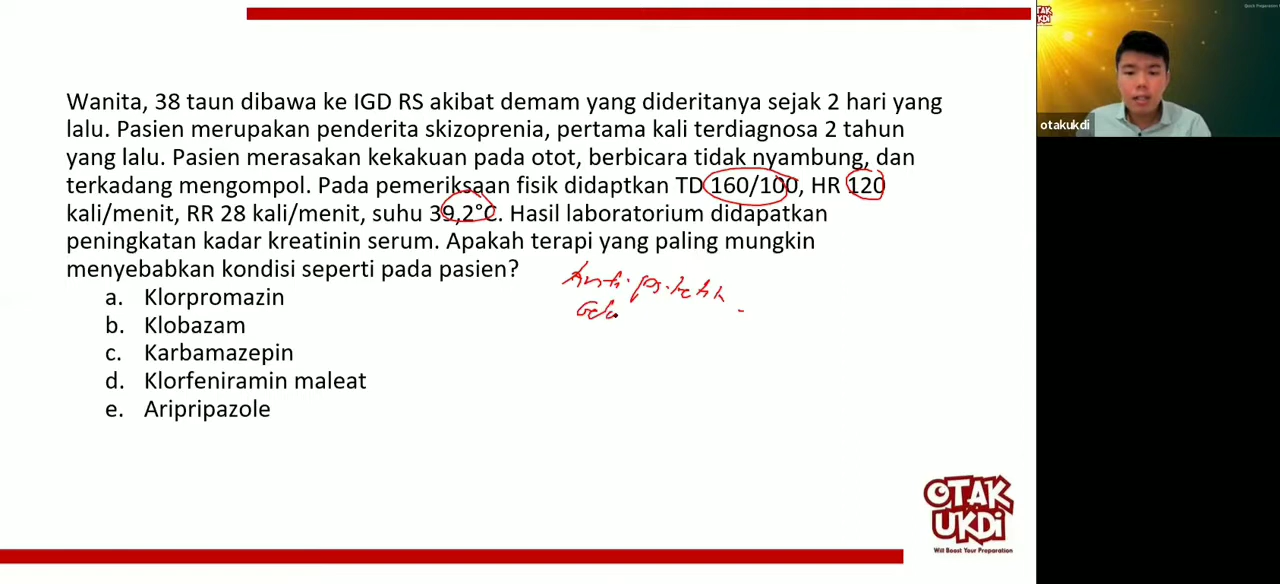 Wanita, 38 taun dibawa ke IGD RS akibat demam yang dideritanya sejak 2 hari yang
lalu. Pasien merupakan penderita skizoprenia, pertama kali terdiagnosa 2 tahun
yang lalu. Pasien merasakan kekakuan pada otot, berbicara tidak nyambung, dan
terkadang mengompol. Pada pemeriksaan fisik didaptkan TD 160/100, HR 120
kali/menit, RR 28 kali/menit, suhu 39,2°C. Hasil laboratorium didapatkan
peningkatan kadar kreatinin serum. Apakah terapi yang paling mungkin
menyebabkan kondisi seperti pada pasien?
a. Klorpromazin
b. Klobazam
c. Karbamazepin
d. Klorfeniramin maleat
e. Aripripazole
OTAK
UKDI
Will Boost Your Preparation
OTAK
UKDI
otakukdi